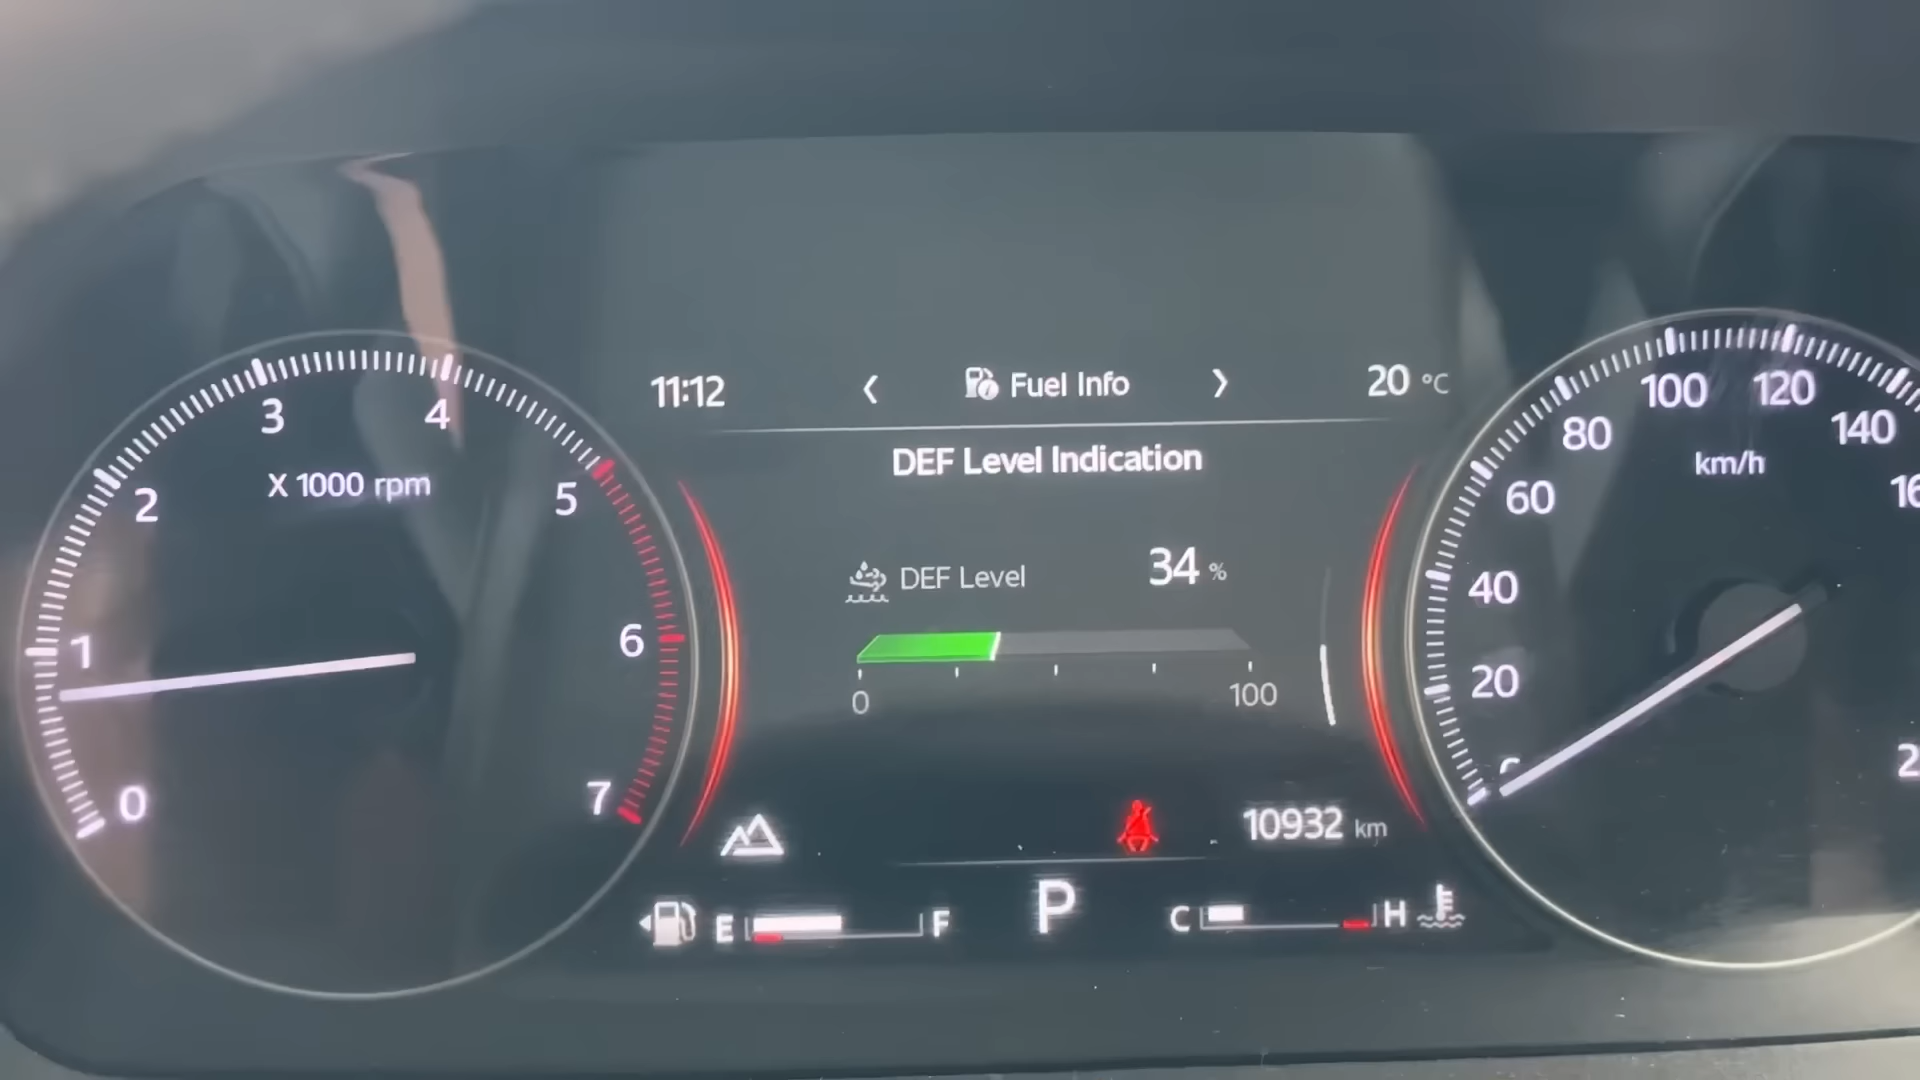 11:12 Fuel Info 20 °C
DEF Level Indication
DEF Level 34 %
0 100
0 1 2 3 4 5 6 7
X 1000 rpm
20 40 60 80 100 120 140
km/h
10932 km
E F P C H